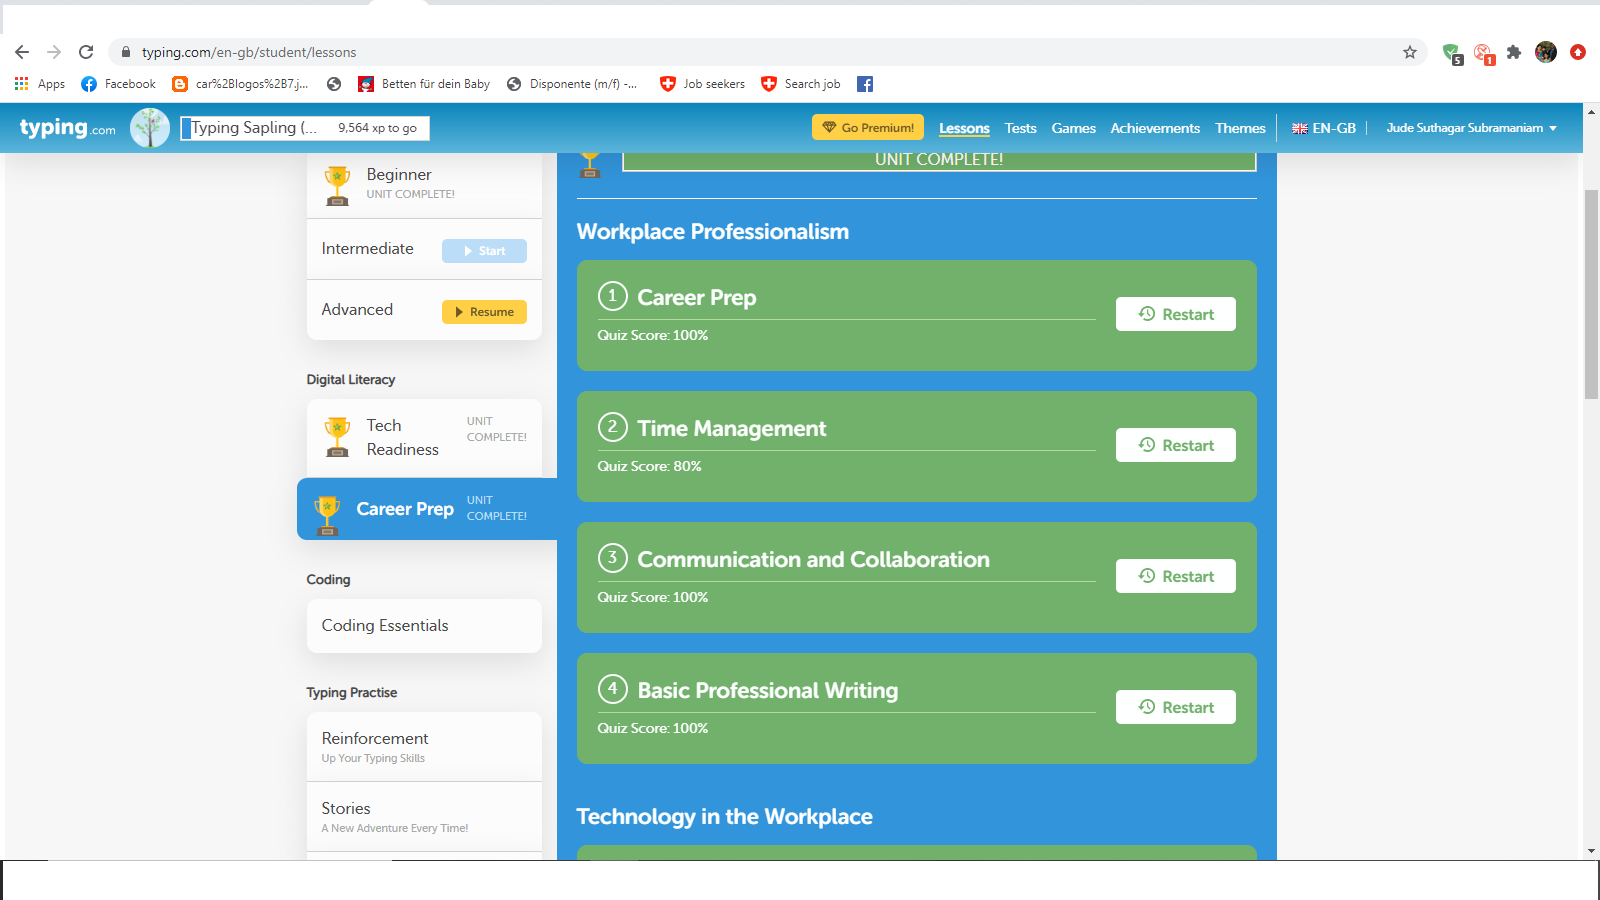 typing.com/en-gb/student/lessons
5
1
Apps
Facebook
car%2Blogos%2B7.j...
Betten für dein Baby
Disponente (m/f) -...
Job seekers
Search job
typing.com
Typing Sapling (...
9,564 xp to go
Go Premium!
Lessons
Tests
Games
Achievements
Themes
EN-GB
Jude Suthagar Subramaniam
Beginner
UNIT COMPLETE!
Intermediate
Start
Advanced
Resume
Digital Literacy
Tech
Readiness
UNIT
COMPLETE!
Career Prep
UNIT
COMPLETE!
Coding
Coding Essentials
Typing Practise
Reinforcement
Up Your Typing Skills
Stories
A New Adventure Every Time!
UNIT COMPLETE!
Workplace Professionalism
1 Career Prep
Quiz Score: 100%
Restart
2 Time Management
Quiz Score: 80%
Restart
3 Communication and Collaboration
Quiz Score: 100%
Restart
4 Basic Professional Writing
Quiz Score: 100%
Restart
Technology in the Workplace